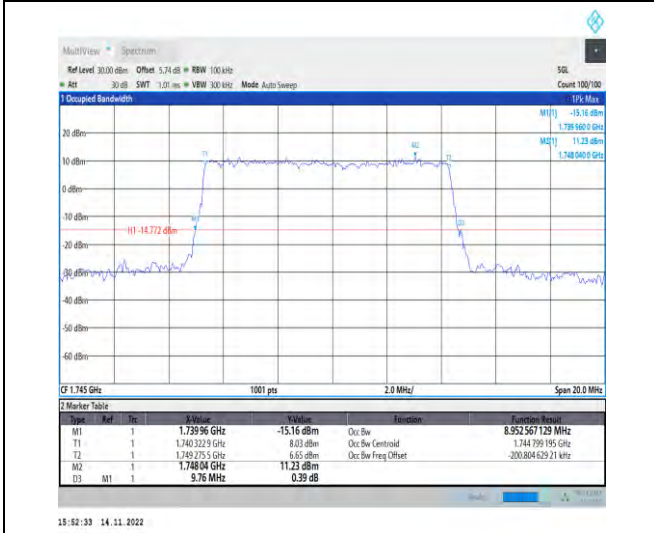 MultiView Spectrum
Ref Level 30.00 dBm Offset 5.74 dB RBW 100 kHz SGL
Att 30 dB SWT 1.01 ms VBW 300 kHz Mode Auto Sweep Count 100/100
1 Occupied Bandwidth 1Pk Max
M1[1] -15.16 dBm
1.739 960 0 GHz
M2[1] 11.23 dBm
1.748 040 0 GHz
20 dBm
M2
T1
T2
10 dBm
0 dBm
-10 dBm
M1
D3
H1 -14.772 dBm
-20 dBm
-30 dBm
-40 dBm
-50 dBm
-60 dBm
CF 1.745 GHz 1001 pts 2.0 MHz/ Span 20.0 MHz
2 Marker Table
Type Ref Trc X-Value Y-Value Function Function Result
M1 1 1.739 96 GHz -15.16 dBm Occ Bw 8.952 567 129 MHz
T1 1 1.740 322 9 GHz 8.03 dBm Occ Bw Centroid 1.744 799 195 GHz
T2 1 1.749 275 5 GHz 6.65 dBm Occ Bw Freq Offset -200.804 629 21 kHz
M2 1 1.748 04 GHz 11.23 dBm
D3 M1 1 9.76 MHz 0.39 dB
15:52:33 14.11.2022